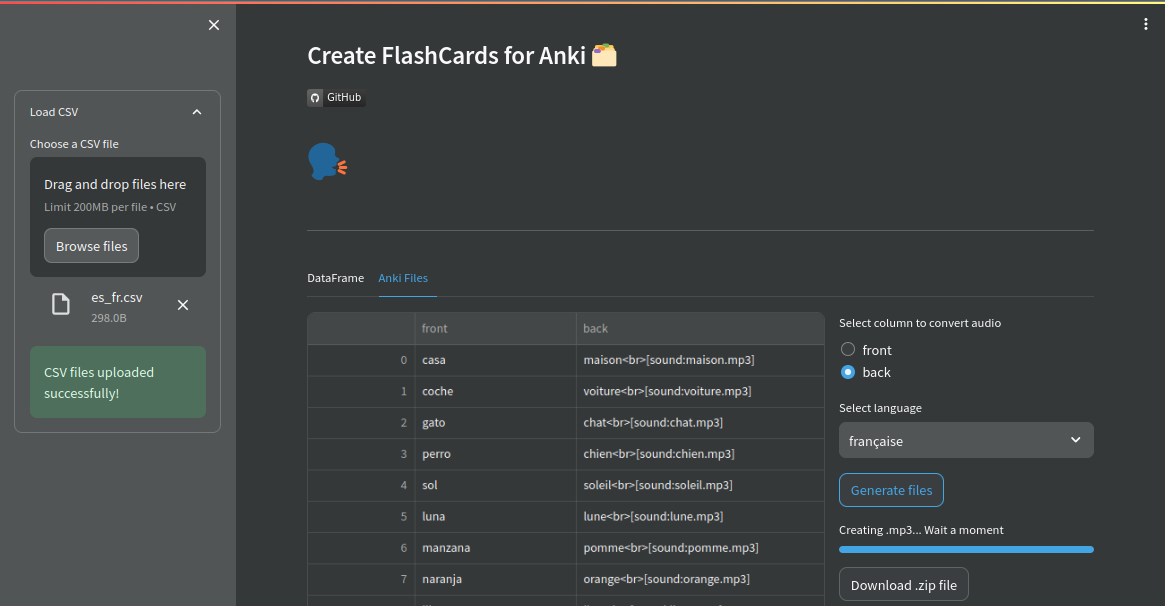 Create FlashCards for Anki
Load CSV
GitHub
Choose a CSV file
Drag and drop files here
Limit 200MB per file • CSV
Browse files
es_fr.csv
298.0B
CSV files uploaded
successfully!
DataFrame Anki Files
front back
0 casa maison<br>[sound:maison.mp3]
1 coche voiture<br>[sound:voiture.mp3]
2 gato chat<br>[sound:chat.mp3]
3 perro chien<br>[sound:chien.mp3]
4 sol soleil<br>[sound:soleil.mp3]
5 luna lune<br>[sound:lune.mp3]
6 manzana pomme<br>[sound:pomme.mp3]
7 naranja orange<br>[sound:orange.mp3]
Select column to convert audio
front
back
Select language
française
Generate files
Creating .mp3... Wait a moment
Download .zip file